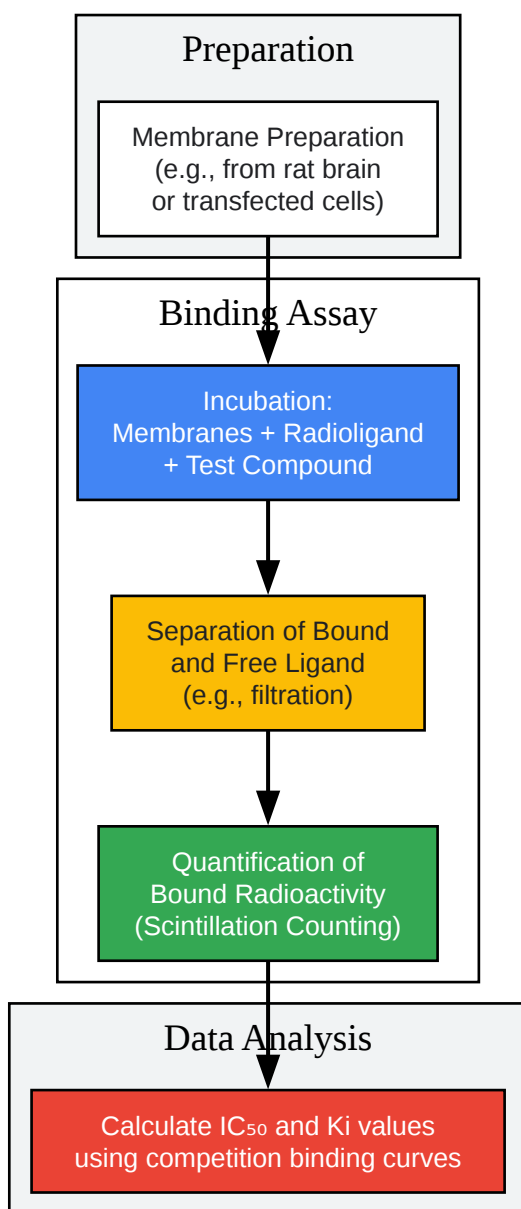 Preparation
Membrane Preparation
(e.g., from rat brain
or transfected cells)
Binding Assay
Incubation:
Membranes + Radioligand
+ Test Compound
Separation of Bound
and Free Ligand
(e.g., filtration)
Quantification of
Bound Radioactivity
(Scintillation Counting)
Data Analysis
Calculate IC₅₀ and Ki values
using competition binding curves